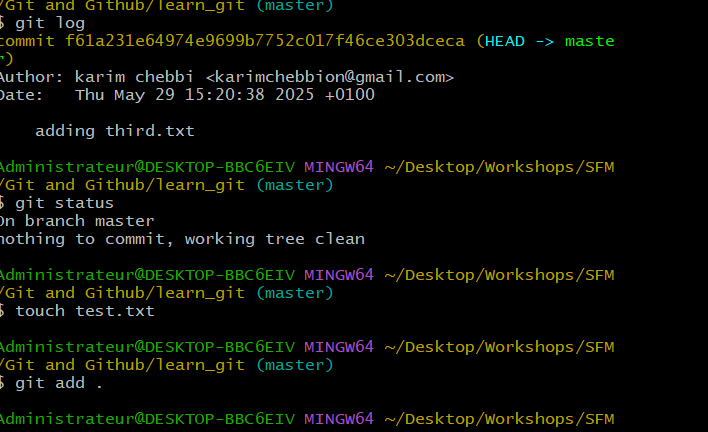 /Git and Github/learn_git (master)
$ git log
commit f61a231e64974e9699b7752c017f46ce303dceca (HEAD -> maste
r)
Author: karim chebbi <karimchebbion@gmail.com>
Date:   Thu May 29 15:20:38 2025 +0100
    adding third.txt
Administrateur@DESKTOP-BBC6EIV MINGW64 ~/Desktop/Workshops/SFM
/Git and Github/learn_git (master)
$ git status
On branch master
nothing to commit, working tree clean
Administrateur@DESKTOP-BBC6EIV MINGW64 ~/Desktop/Workshops/SFM
/Git and Github/learn_git (master)
$ touch test.txt
Administrateur@DESKTOP-BBC6EIV MINGW64 ~/Desktop/Workshops/SFM
/Git and Github/learn_git (master)
$ git add .
Administrateur@DESKTOP-BBC6EIV MINGW64 ~/Desktop/Workshops/SFM